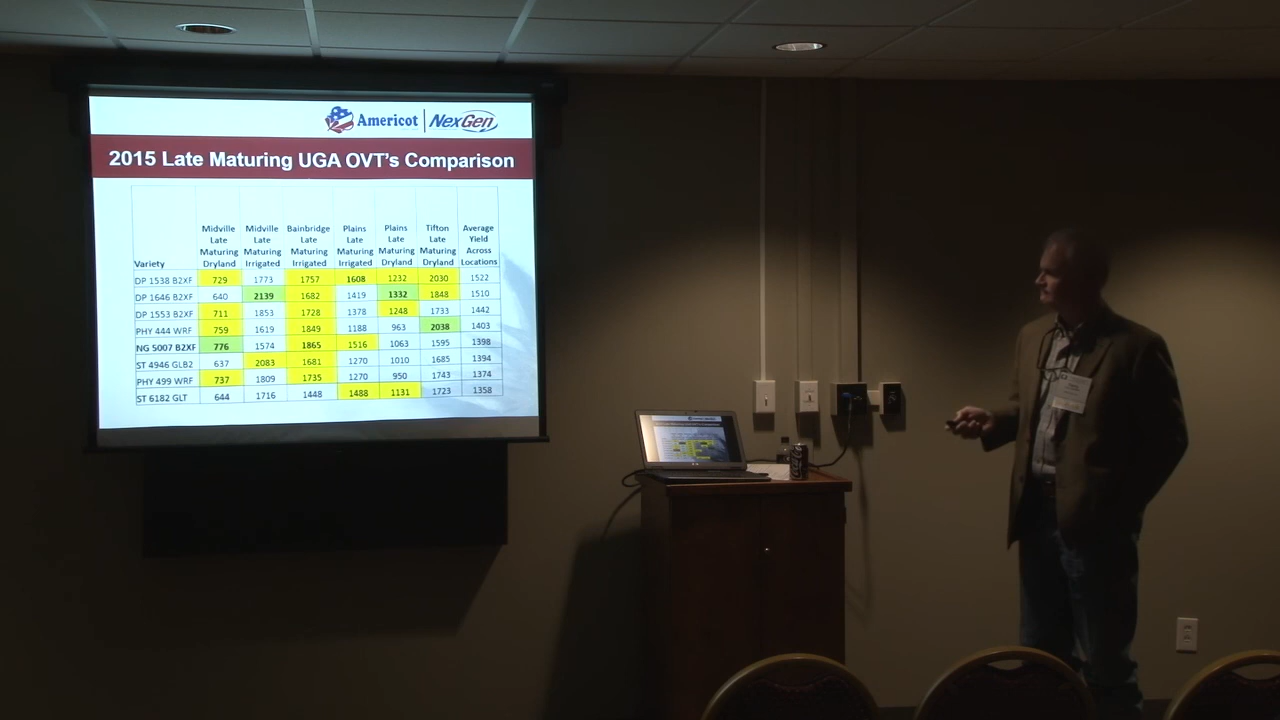 Americot | NexGen
2015 Late Maturing UGA OVT's Comparison
Variety Midville Late Maturing Dryland Midville Late Maturing Irrigated Bainbridge Late Maturing Irrigated Plains Late Maturing Irrigated Plains Late Maturing Dryland Tifton Late Maturing Dryland Average Yield Across Locations
DP 1538 B2XF 729 1773 1757 1608 1232 2030 1522
DP 1646 B2XF 640 2139 1682 1419 1332 1848 1510
DP 1553 B2XF 711 1853 1728 1378 1248 1733 1442
PHY 444 WRF 759 1619 1849 1188 963 2038 1403
NG 5007 B2XF 776 1574 1865 1516 1063 1595 1398
ST 4946 GLB2 637 2083 1681 1270 1010 1685 1394
PHY 499 WRF 737 1809 1735 1270 950 1743 1374
ST 6182 GLT 644 1716 1448 1488 1131 1723 1358